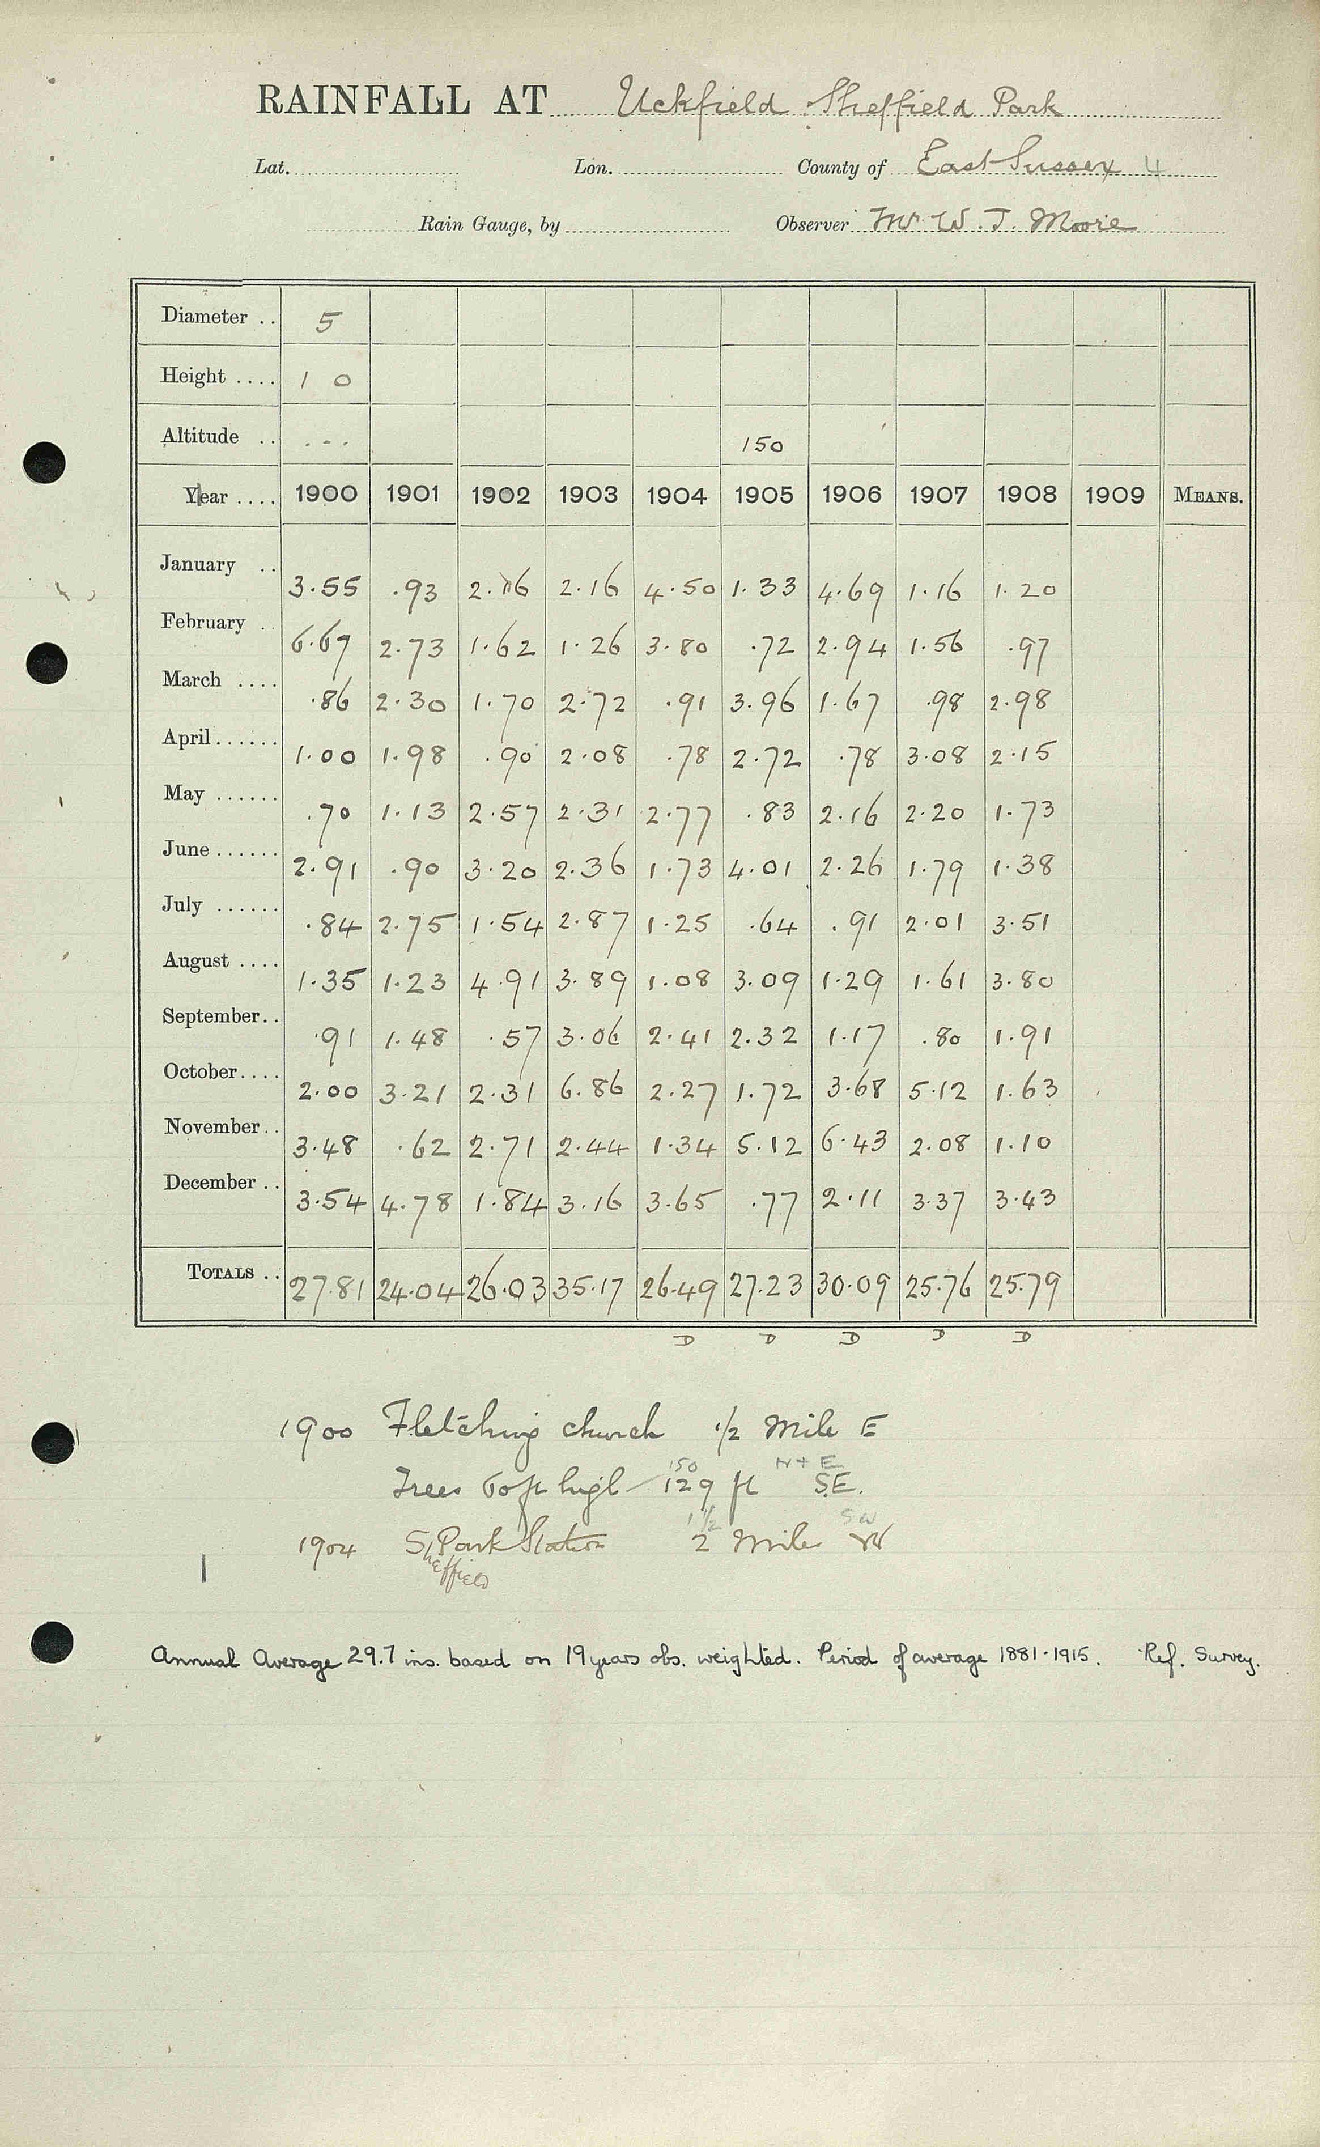 RAINFALL AT Uckfield Sheffield Park
Lat. Lon. County of East Sussex 4
Rain Gauge, by Observer Mr W. J. Moore
Diameter .. 5
Height .... 1 0
Altitude .. --- 150
Year .... 1900 1901 1902 1903 1904 1905 1906 1907 1908 1909 MEANS.
January .. 3.55 .93 2.16 2.16 4.50 1.33 4.69 1.16 1.20
February . 6.67 2.73 1.62 1.26 3.80 .72 2.94 1.56 .97
March .... .86 2.30 1.70 2.72 .91 3.96 1.67 .98 2.98
April ...... 1.00 1.98 .90 2.08 .78 2.72 .78 3.08 2.15
May ...... .70 1.13 2.57 2.31 2.77 .83 2.16 2.20 1.73
June ...... 2.91 .90 3.20 2.36 1.73 4.01 2.26 1.79 1.38
July ...... .84 2.75 1.54 2.87 1.25 .64 .91 2.01 3.51
August .... 1.35 1.23 4.91 3.89 1.08 3.09 1.29 1.61 3.80
September.. .91 1.48 .57 3.06 2.41 2.32 1.17 .80 1.91
October.... 2.00 3.21 2.31 6.86 2.27 1.72 3.68 5.12 1.63
November.. 3.48 .62 2.71 2.44 1.34 5.12 6.43 2.08 1.10
December .. 3.54 4.78 1.84 3.16 3.65 .77 2.11 3.37 3.43
TOTALS .. 27.81 24.04 26.03 35.17 26.49 27.23 30.09 25.76 25.79
D D D D D
1900 Fletching church 1/2 Mile E
150 N + E
Trees 60 ft high 129 ft S.E.
1 1/2 SW
1904 S. Park Station 2 Mile W
Sheffield
Annual Average 29.7 ins. based on 19 years obs. weighted. Period of average 1881-1915. Ref. Survey.